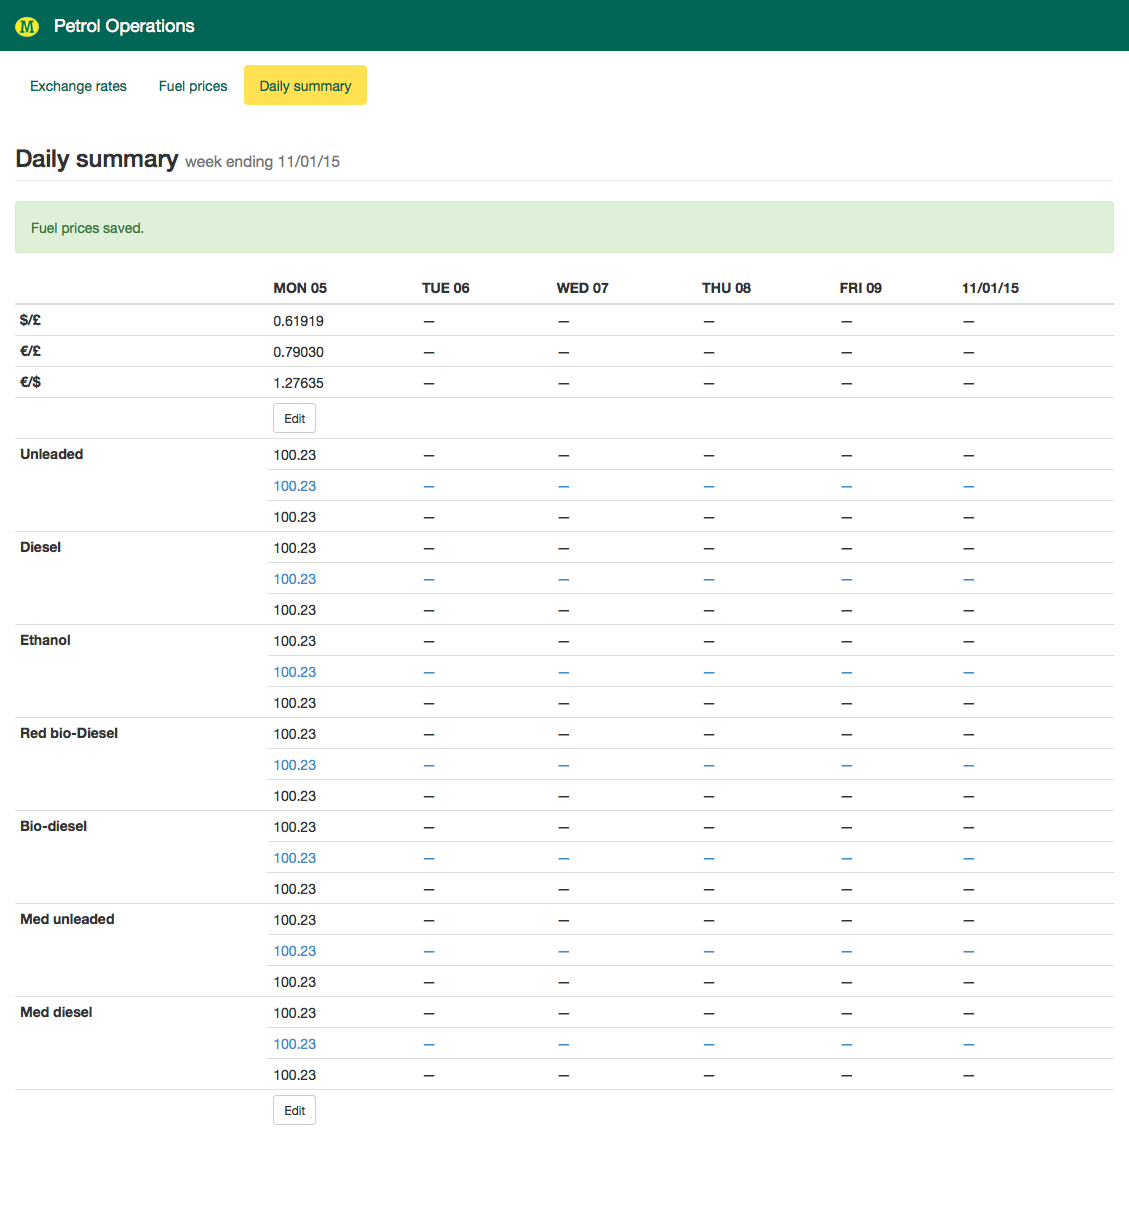 M Petrol Operations
Exchange rates Fuel prices Daily summary
Daily summary week ending 11/01/15
Fuel prices saved.
MON 05 TUE 06 WED 07 THU 08 FRI 09 11/01/15
$/£ 0.61919 — — — — —
€/£ 0.79030 — — — — —
€/$ 1.27635 — — — — —
Edit
Unleaded 100.23 — — — — —
100.23 — — — — —
100.23 — — — — —
Diesel 100.23 — — — — —
100.23 — — — — —
100.23 — — — — —
Ethanol 100.23 — — — — —
100.23 — — — — —
100.23 — — — — —
Red bio-Diesel 100.23 — — — — —
100.23 — — — — —
100.23 — — — — —
Bio-diesel 100.23 — — — — —
100.23 — — — — —
100.23 — — — — —
Med unleaded 100.23 — — — — —
100.23 — — — — —
100.23 — — — — —
Med diesel 100.23 — — — — —
100.23 — — — — —
100.23 — — — — —
Edit